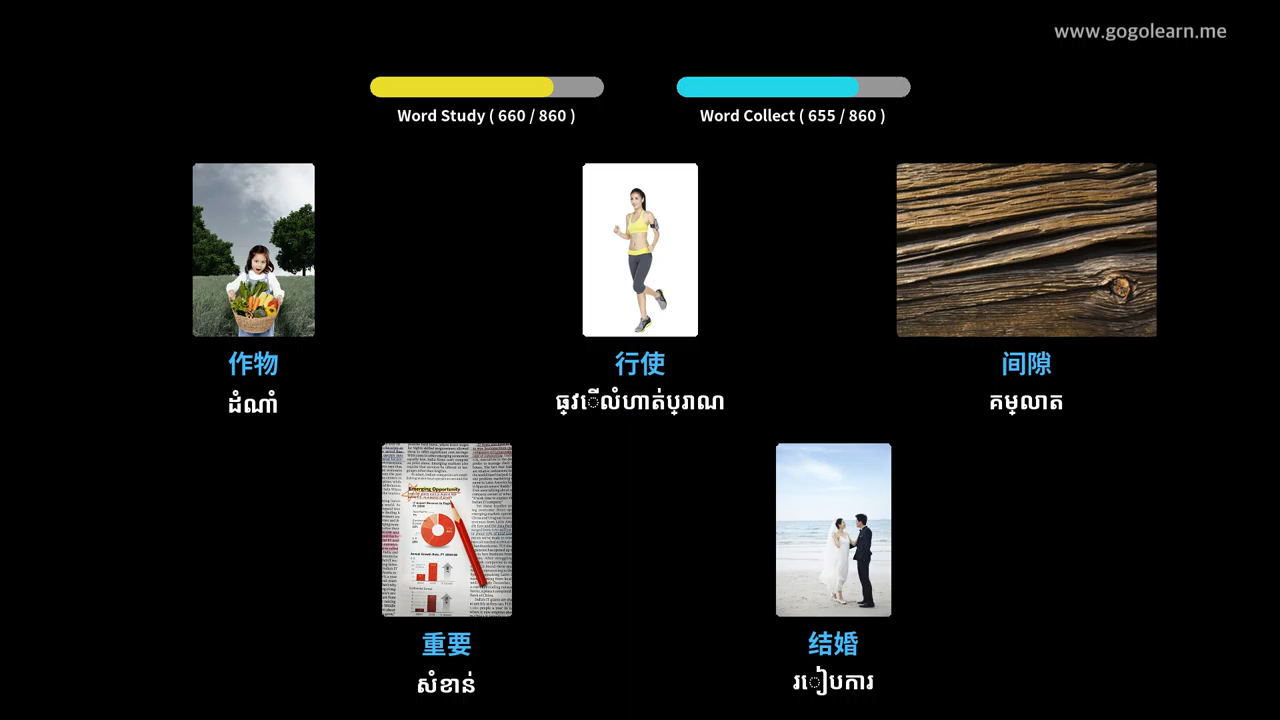 www.gogolearn.me
Word Study ( 660 / 860 )
Word Collect ( 655 / 860 )
作物
ដំណាំ
行使
ធ្វើលំហាត់ប្រាណ
间隙
គម្លាត
Emerging Opportunity
重要
សំខាន់
结婚
រៀបការ